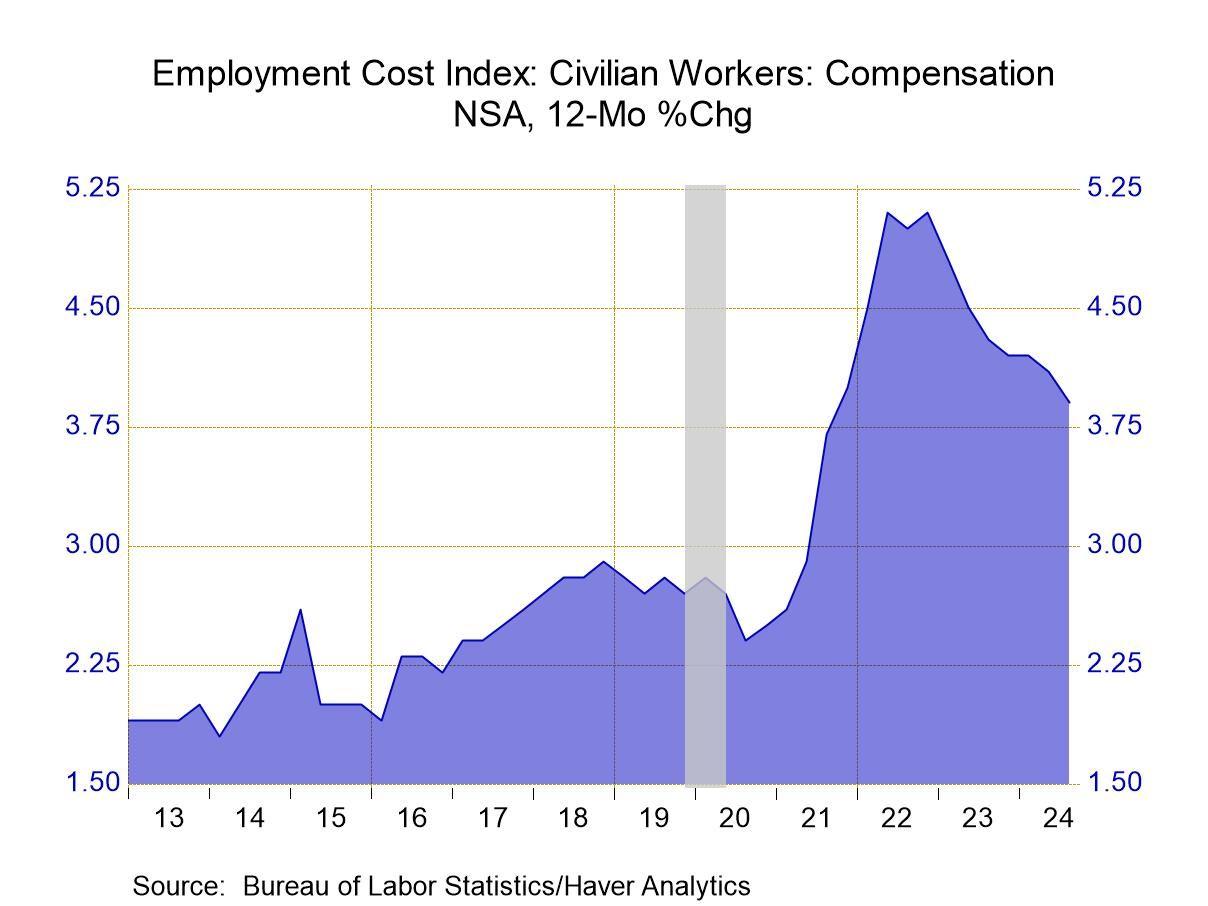 Employment Cost Index: Civilian Workers: Compensation
NSA, 12-Mo %Chg
5.25 5.25
4.50 4.50
3.75 3.75
3.00 3.00
2.25 2.25
1.50 1.50
13 14 15 16 17 18 19 20 21 22 23 24
Source: Bureau of Labor Statistics/Haver Analytics